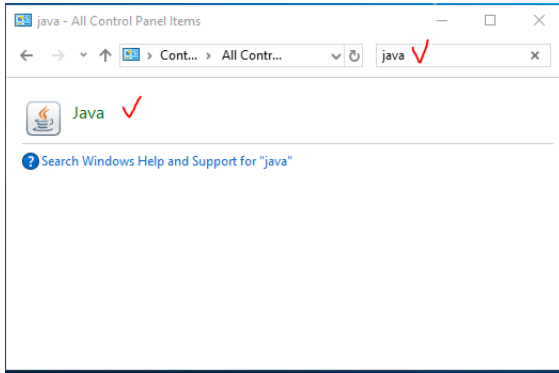 java - All Control Panel Items
Cont... All Contr... java
Java
Search Windows Help and Support for "java"